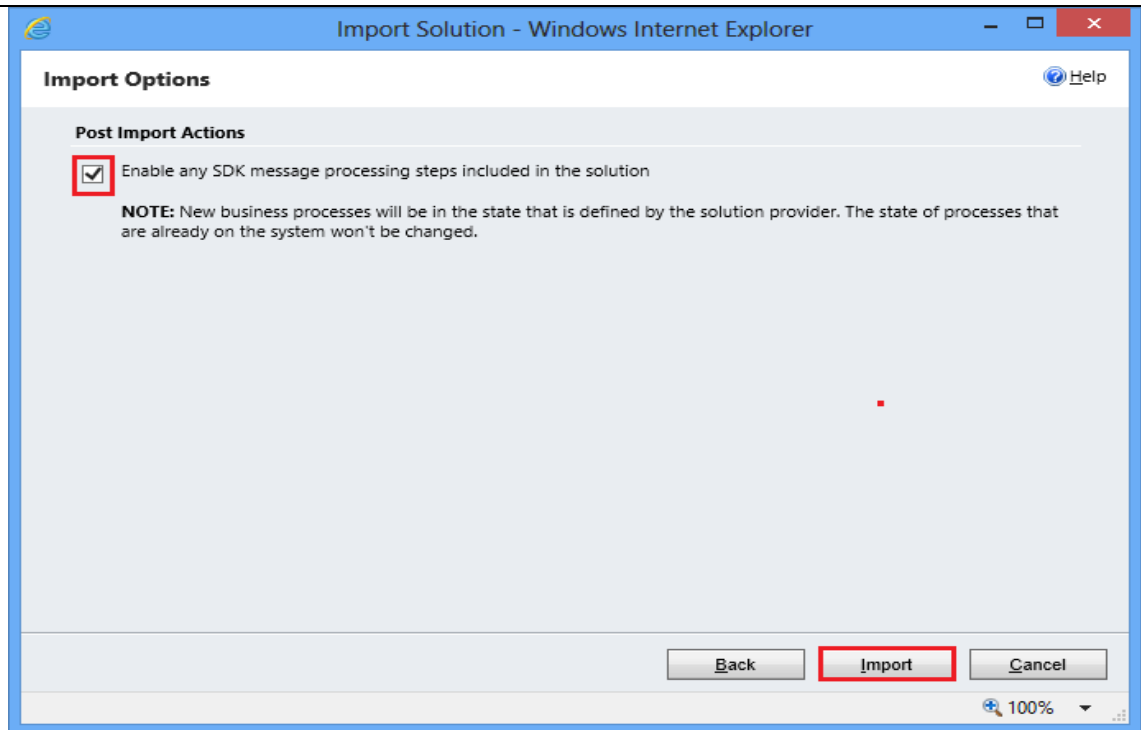 Import Solution - Windows Internet Explorer
Import Options
Help
Post Import Actions
Enable any SDK message processing steps included in the solution
NOTE: New business processes will be in the state that is defined by the solution provider. The state of processes that
are already on the system won't be changed.
Back Import Cancel
100%